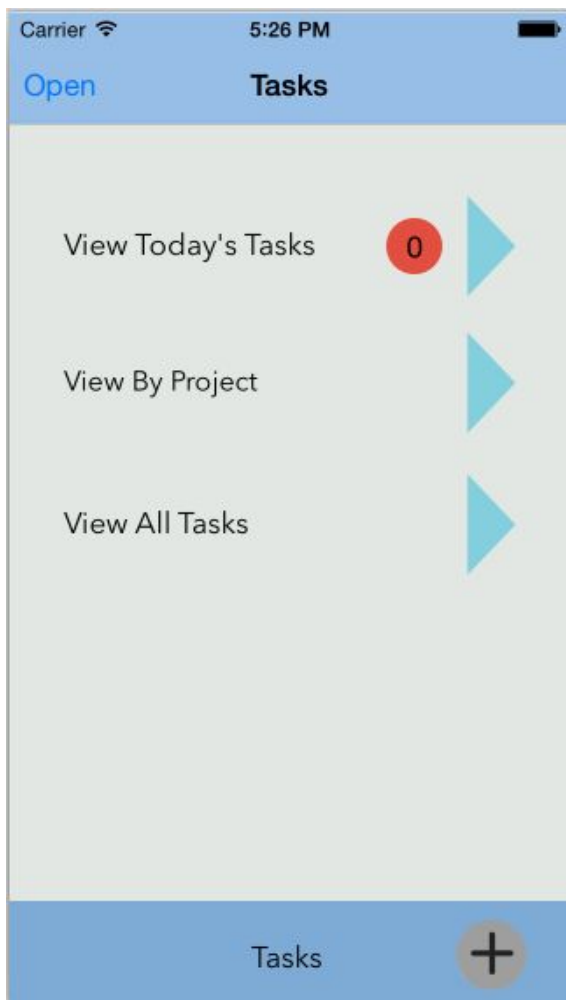 Carrier 5:26 PM
Open Tasks
View Today's Tasks 0
View By Project
View All Tasks
Tasks +